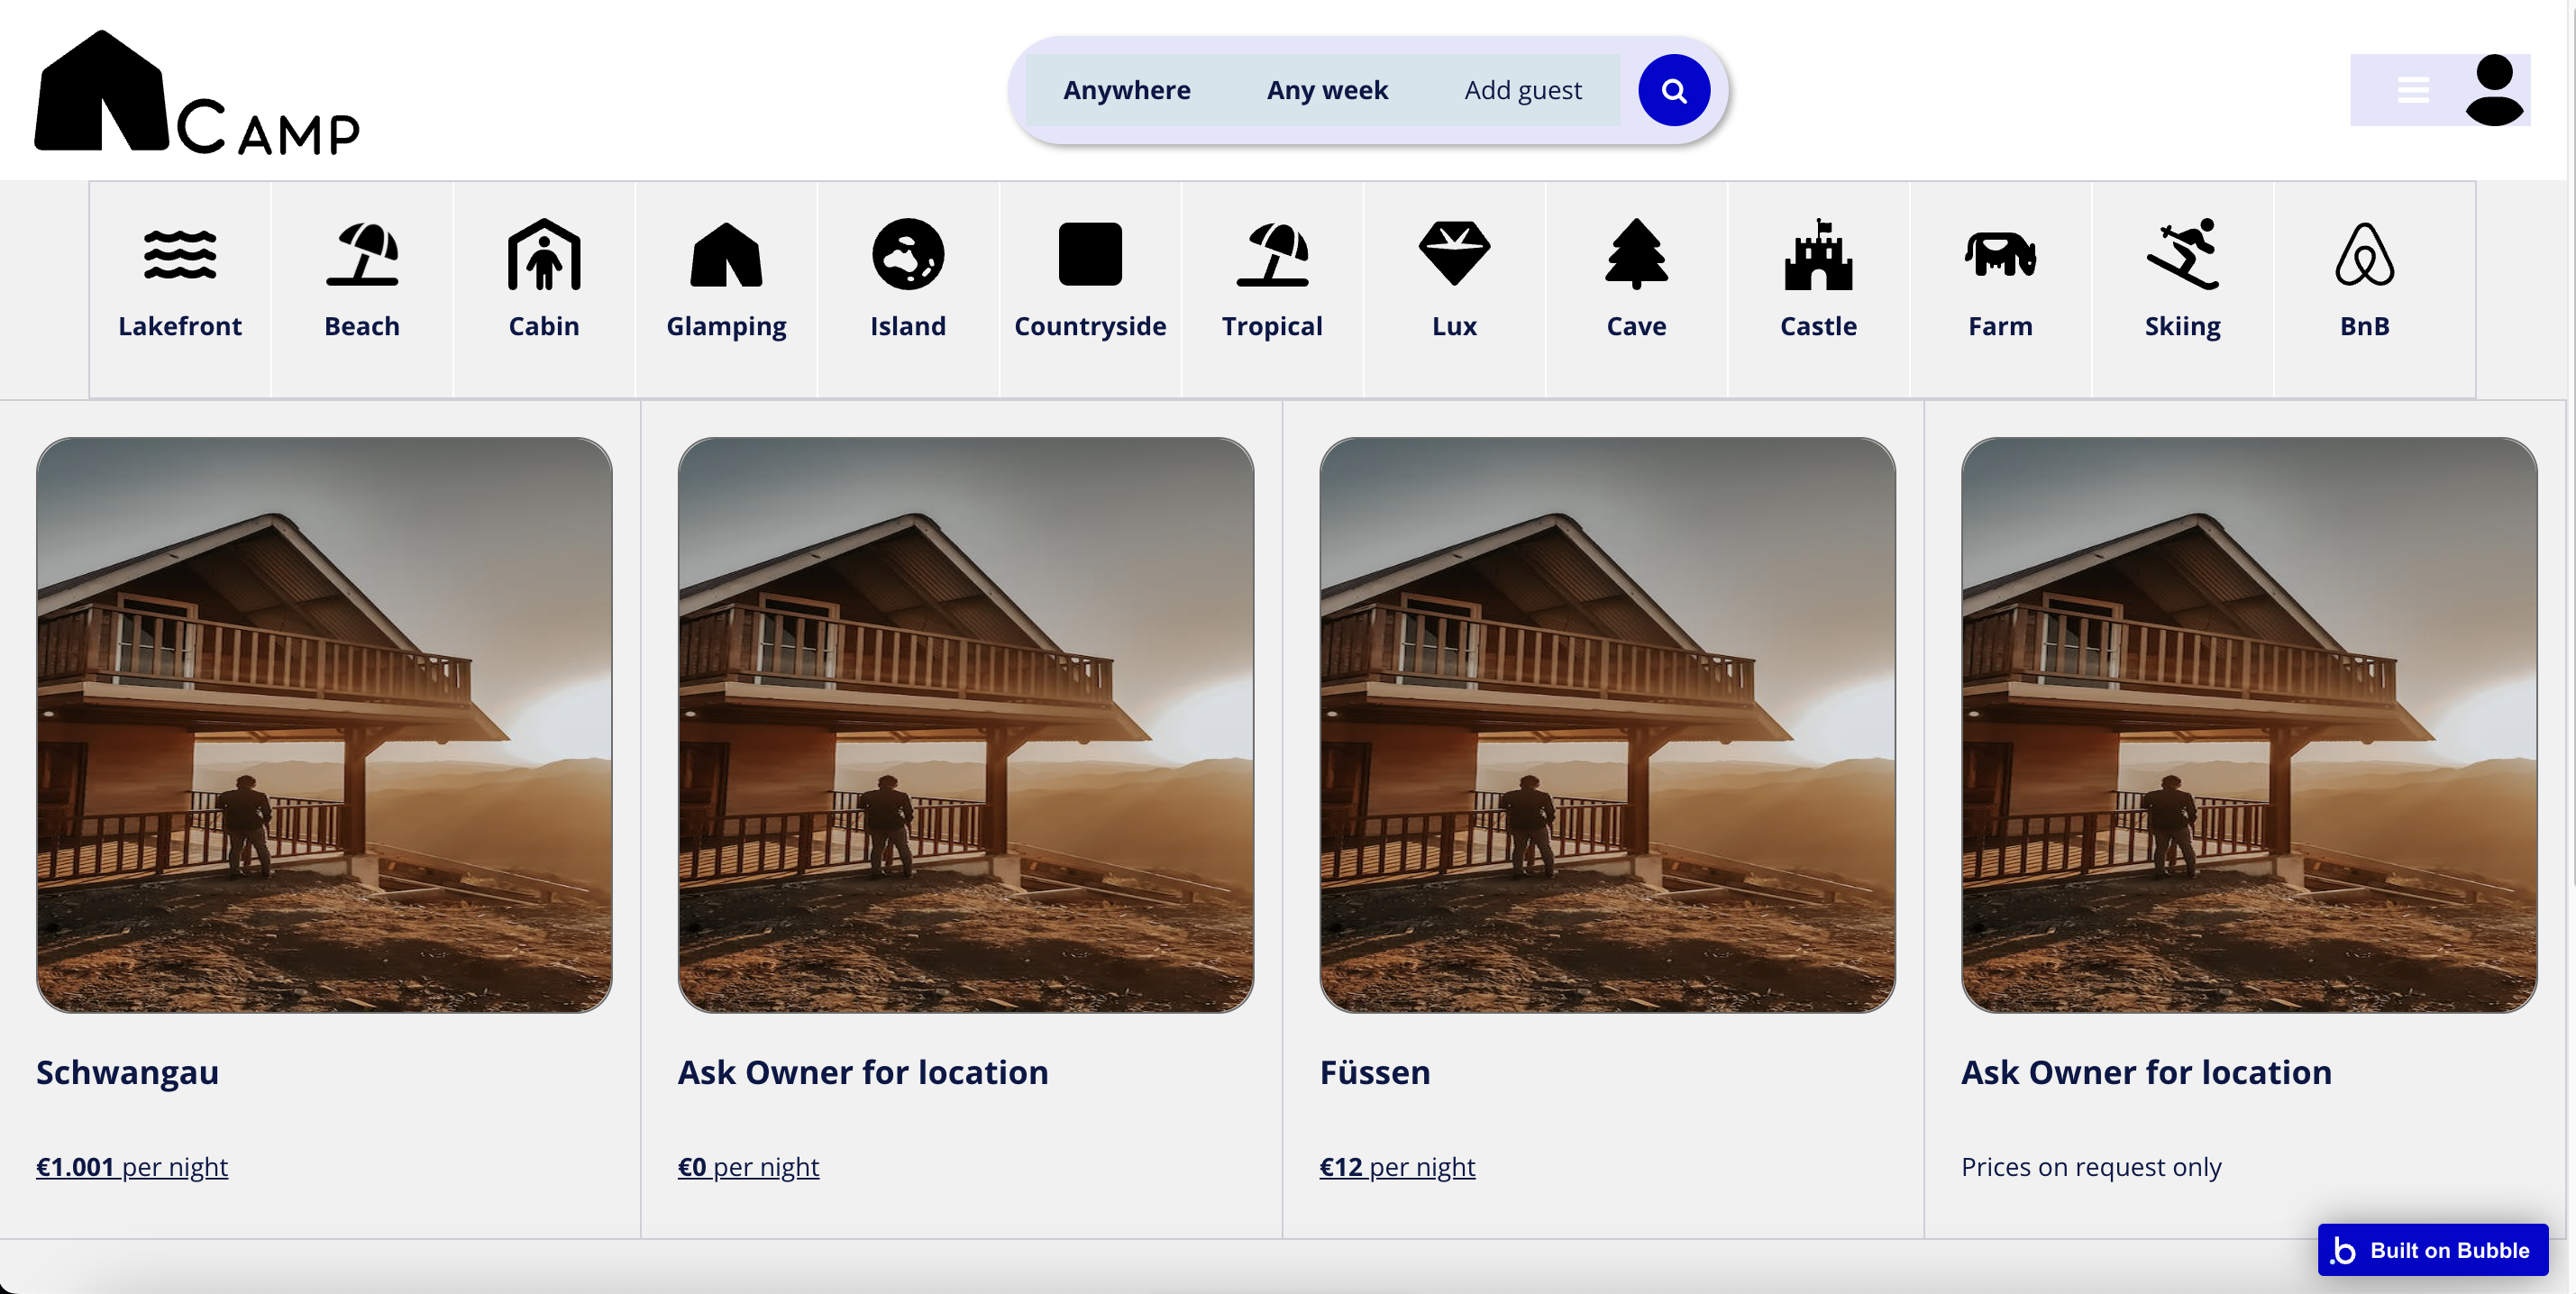 CAMP
Anywhere Any week Add guest
Lakefront Beach Cabin Glamping Island Countryside Tropical Lux Cave Castle Farm Skiing BnB
Schwangau Ask Owner for location Füssen Ask Owner for location
€1.001 per night €0 per night €12 per night Prices on request only
.b Built on Bubble